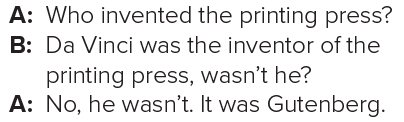 A: Who invented the printing press?
B: Da Vinci was the inventor of the
printing press, wasn’t he?
A: No, he wasn’t. It was Gutenberg.